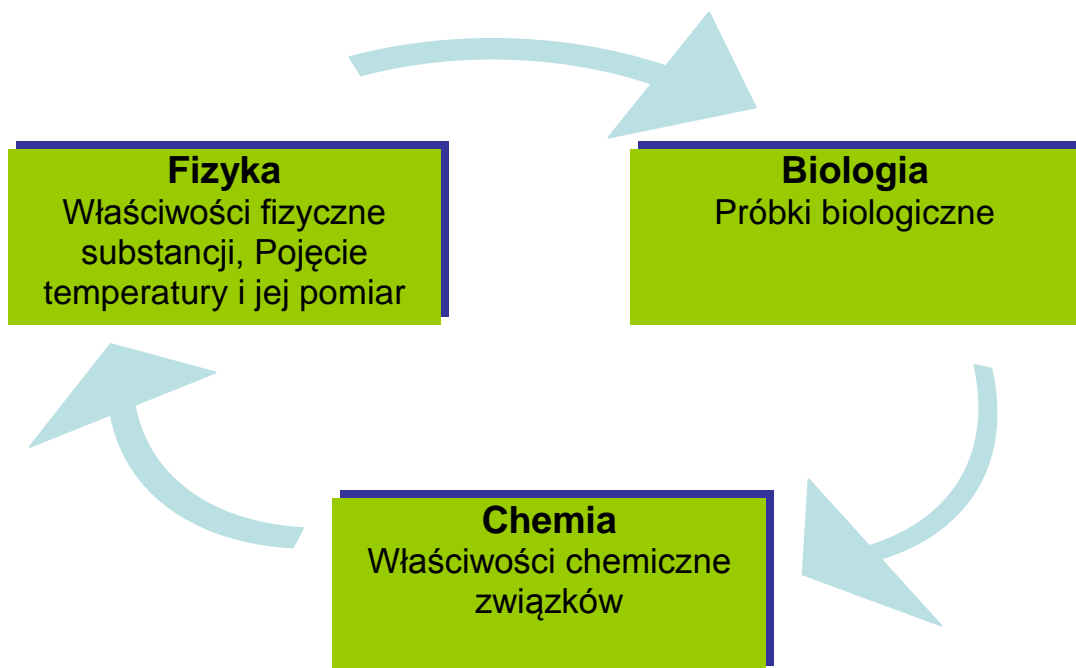 Fizyka
Właściwości fizyczne
substancji, Pojęcie
temperatury i jej pomiar
Biologia
Próbki biologiczne
Chemia
Właściwości chemiczne
związków